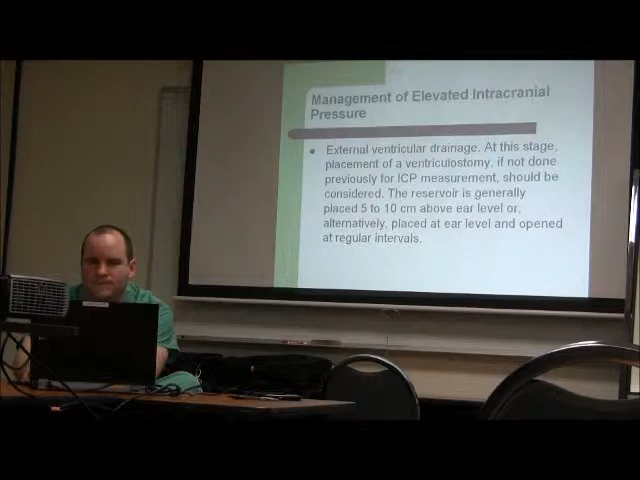 Management of Elevated Intracranial
Pressure
External ventricular drainage. At this stage,
placement of a ventriculostomy, if not done
previously for ICP measurement, should be
considered. The reservoir is generally
placed 5 to 10 cm above ear level or,
alternatively, placed at ear level and opened
at regular intervals.